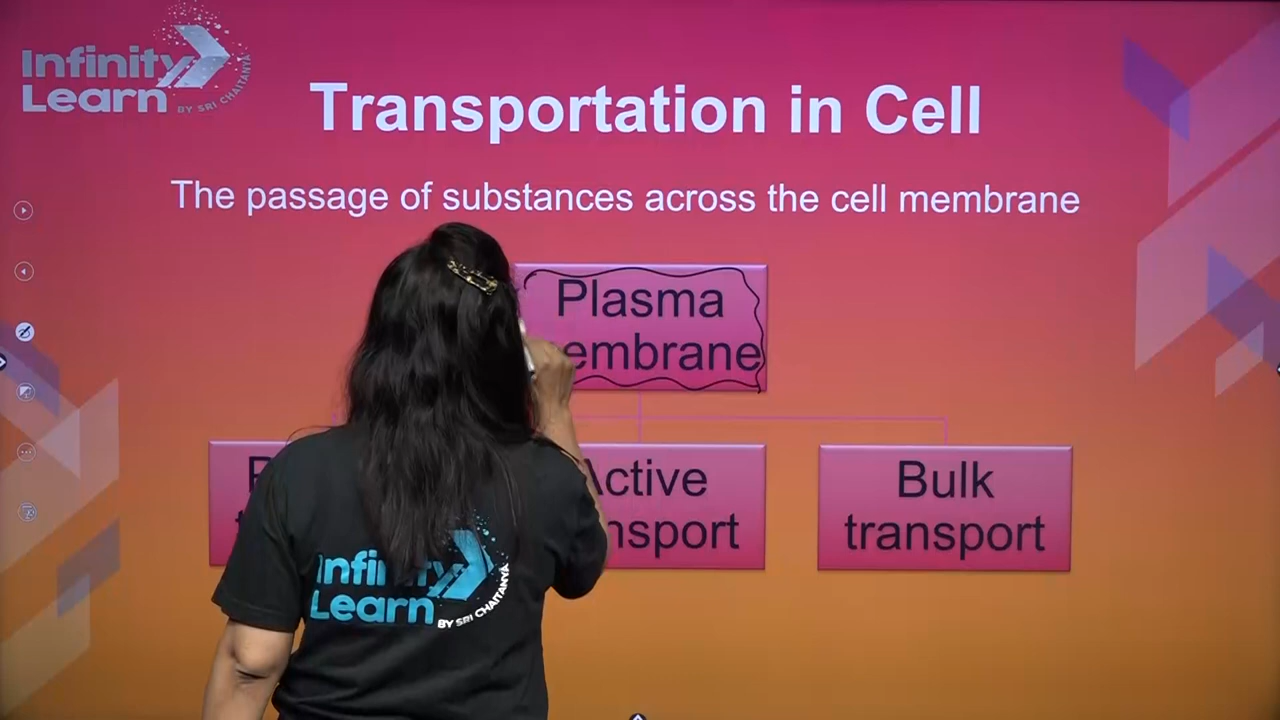 Infinity
Learn
BY SRI CHAITANYA
Transportation in Cell
The passage of substances across the cell membrane
Plasma
embrane
Active
nsport
Bulk
transport
Infinity
Learn
BY SRI CHAITANYA